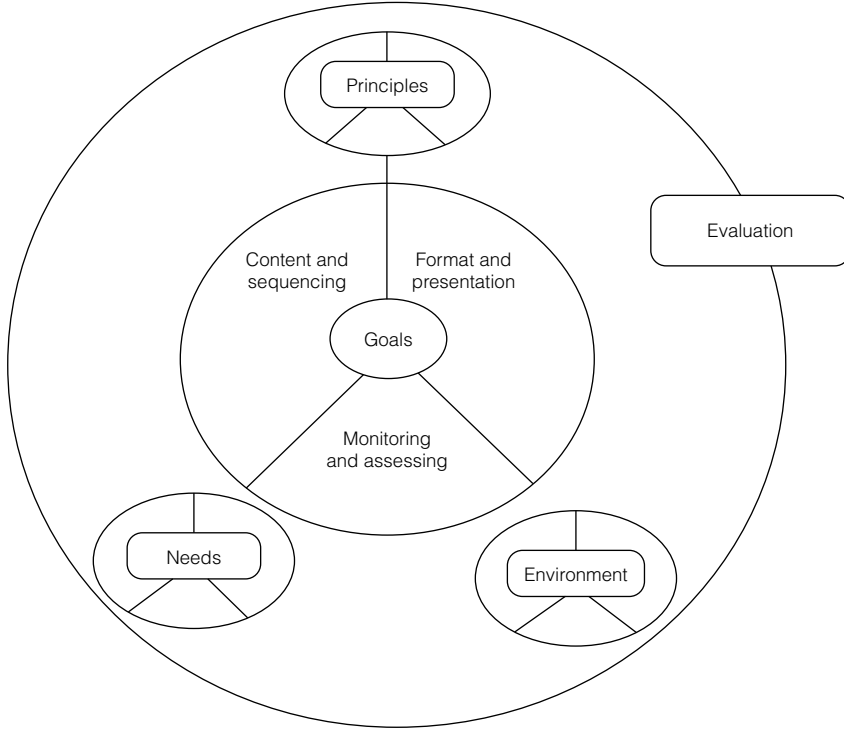 Principles
Evaluation
Content and
sequencing
Format and
presentation
Goals
Monitoring
and assessing
Needs
Environment